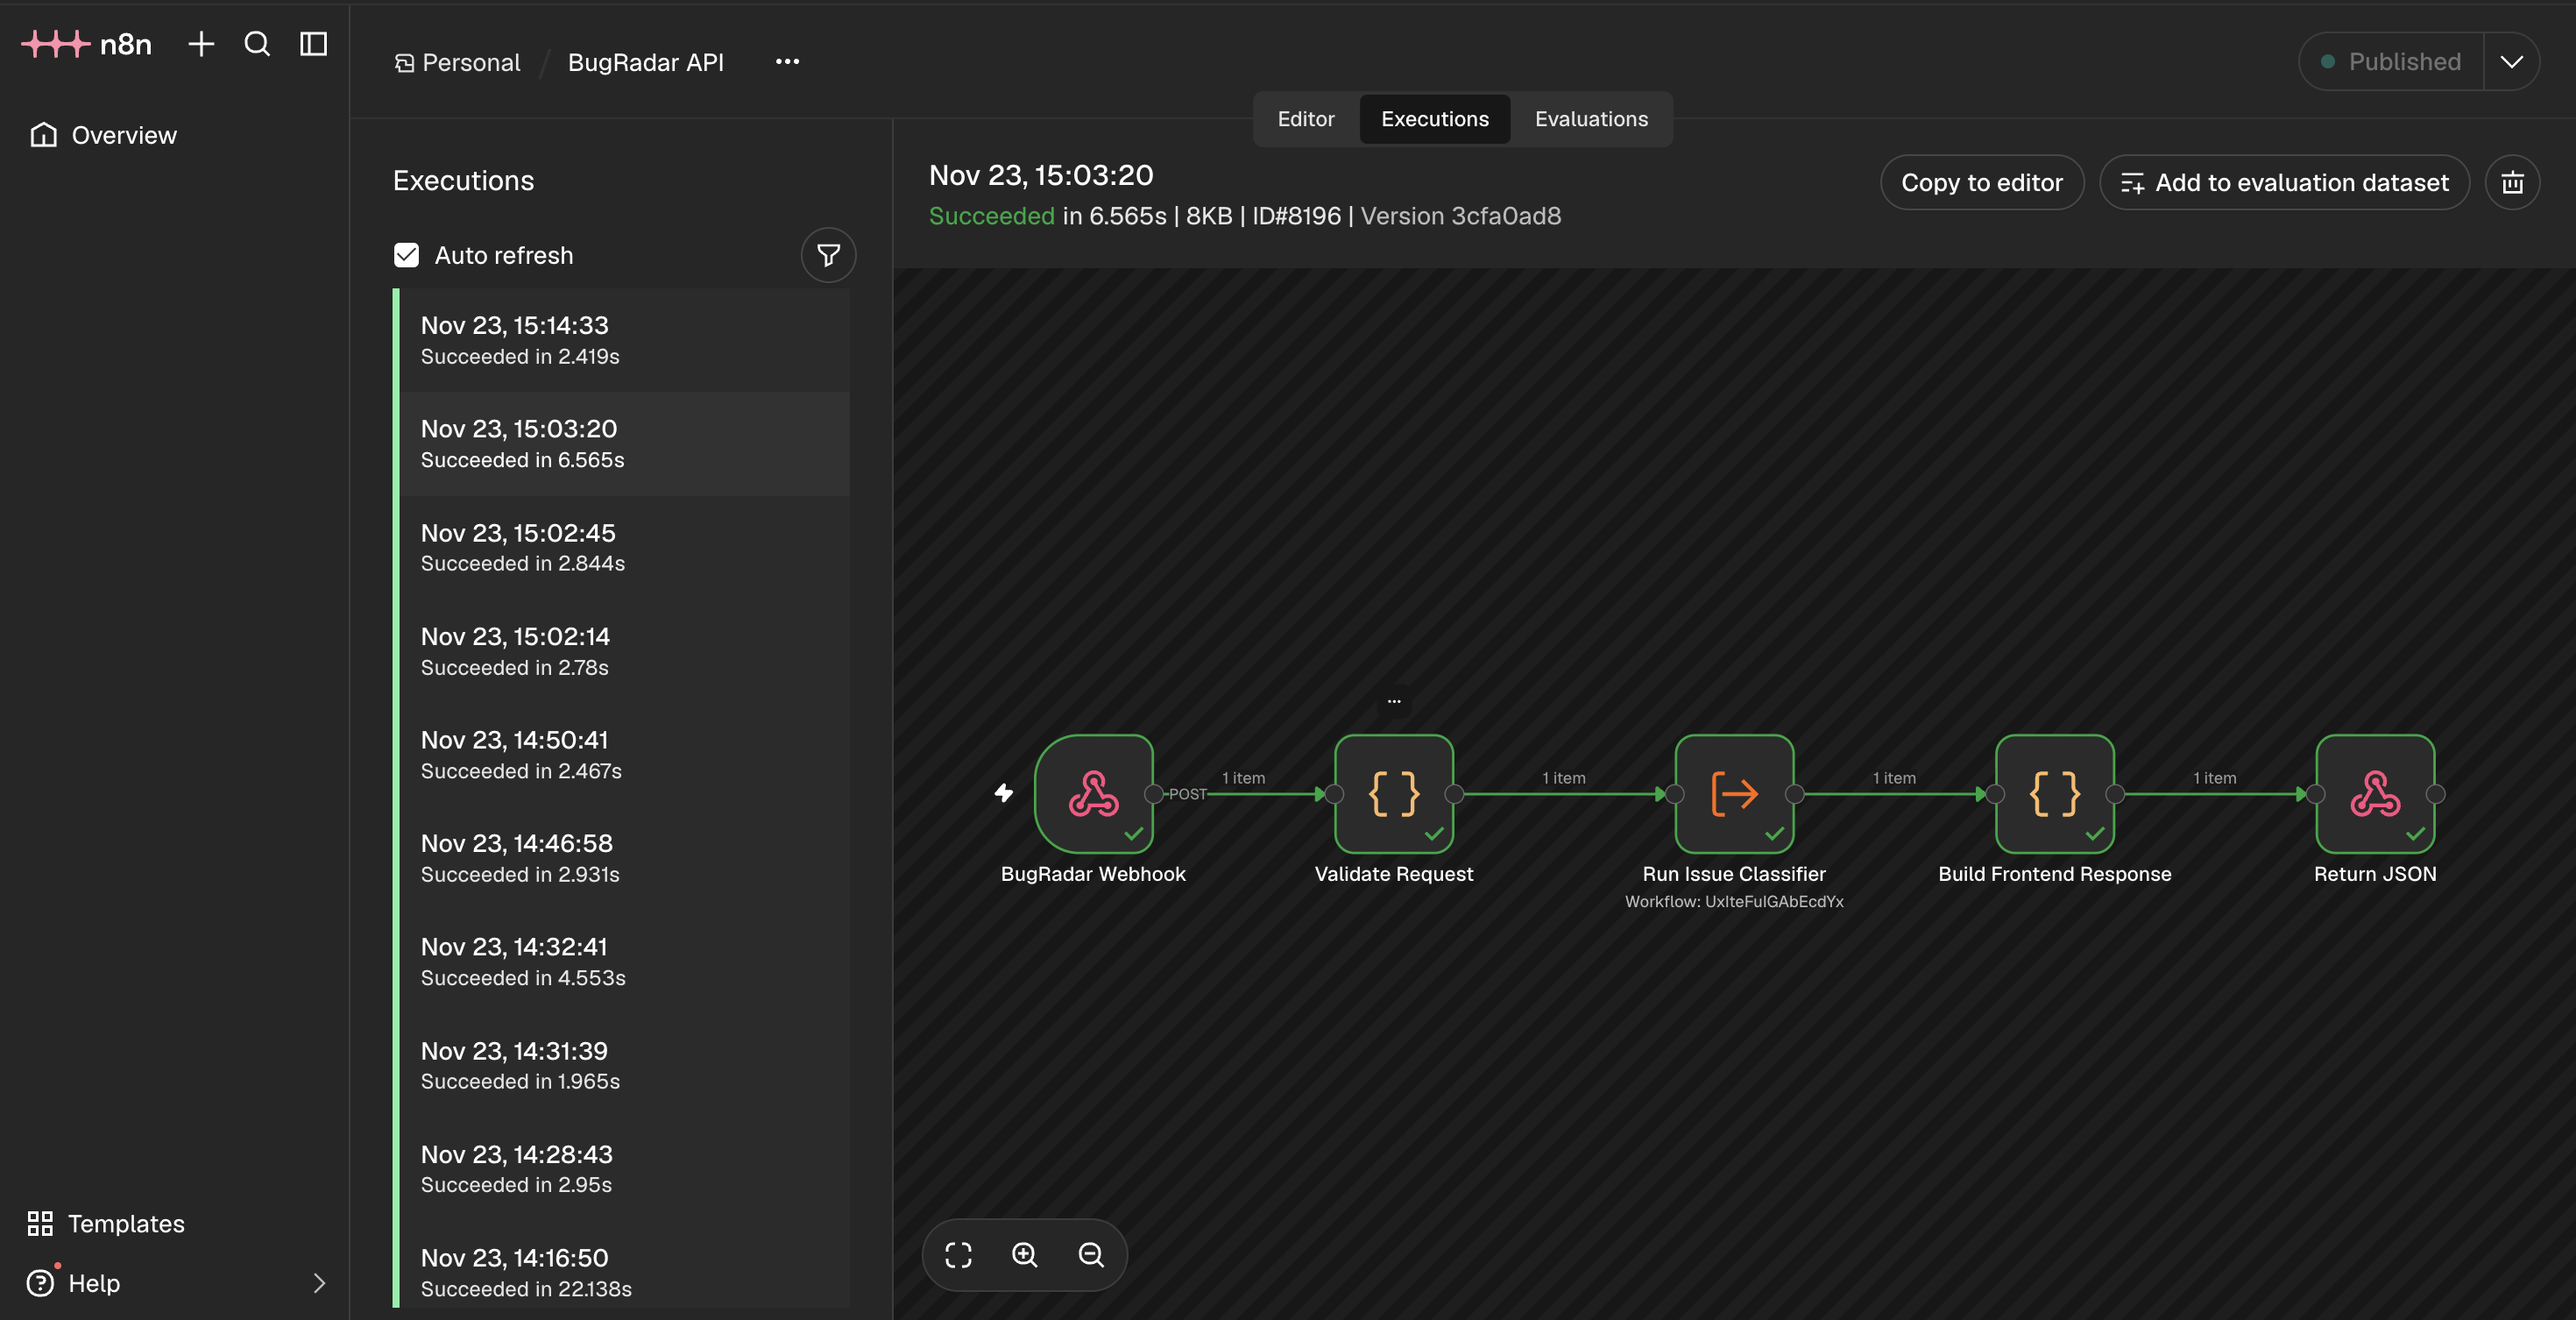 n8n
Personal / BugRadar API ...
Published
Overview
Editor
Executions
Evaluations
Executions
Auto refresh
Nov 23, 15:14:33
Succeeded in 2.419s
Nov 23, 15:03:20
Succeeded in 6.565s
Nov 23, 15:02:45
Succeeded in 2.844s
Nov 23, 15:02:14
Succeeded in 2.78s
Nov 23, 14:50:41
Succeeded in 2.467s
Nov 23, 14:46:58
Succeeded in 2.931s
Nov 23, 14:32:41
Succeeded in 4.553s
Nov 23, 14:31:39
Succeeded in 1.965s
Nov 23, 14:28:43
Succeeded in 2.95s
Nov 23, 14:16:50
Succeeded in 22.138s
Templates
Help
Nov 23, 15:03:20
Succeeded in 6.565s | 8KB | ID#8196 | Version 3cfa0ad8
Copy to editor
Add to evaluation dataset
POST
1 item
1 item
1 item
1 item
BugRadar Webhook
Validate Request
Run Issue Classifier
Workflow:
Build Frontend Response
Return JSON